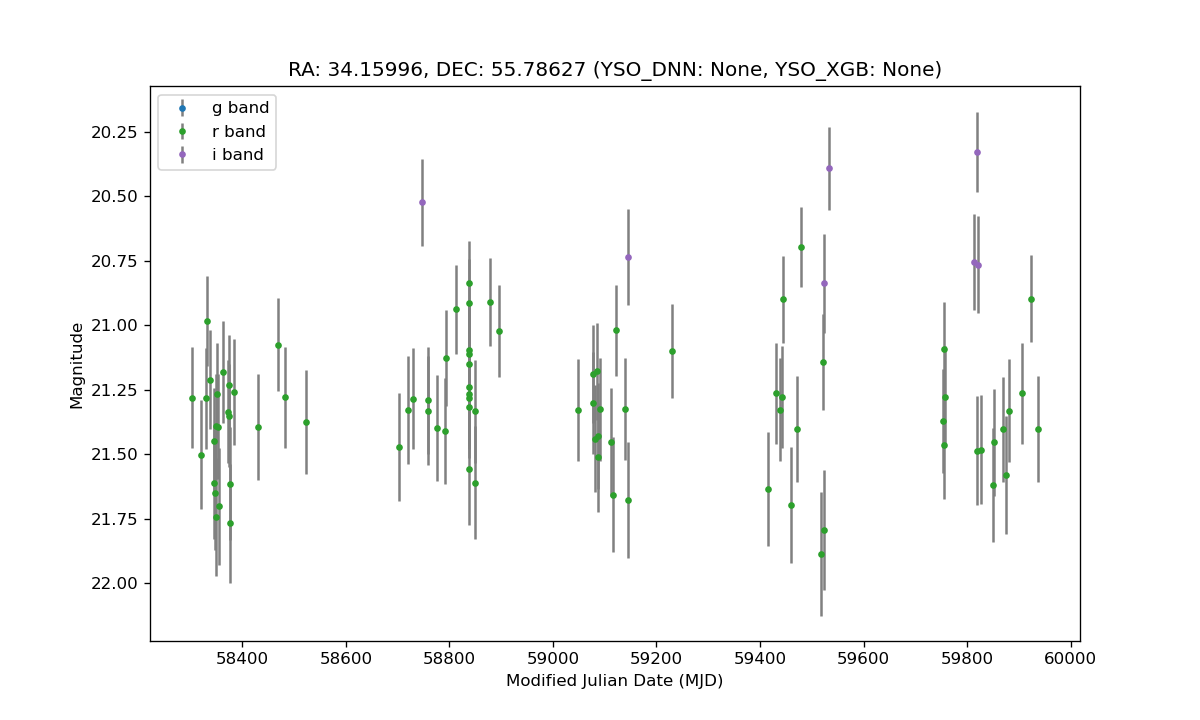 RA: 34.15996, DEC: 55.78627 (YSO_DNN: None, YSO_XGB: None)
g band
r band
i band
20.25
20.50
20.75
21.00
21.25
21.50
21.75
22.00
Magnitude
58400 58600 58800 59000 59200 59400 59600 59800 60000
Modified Julian Date (MJD)